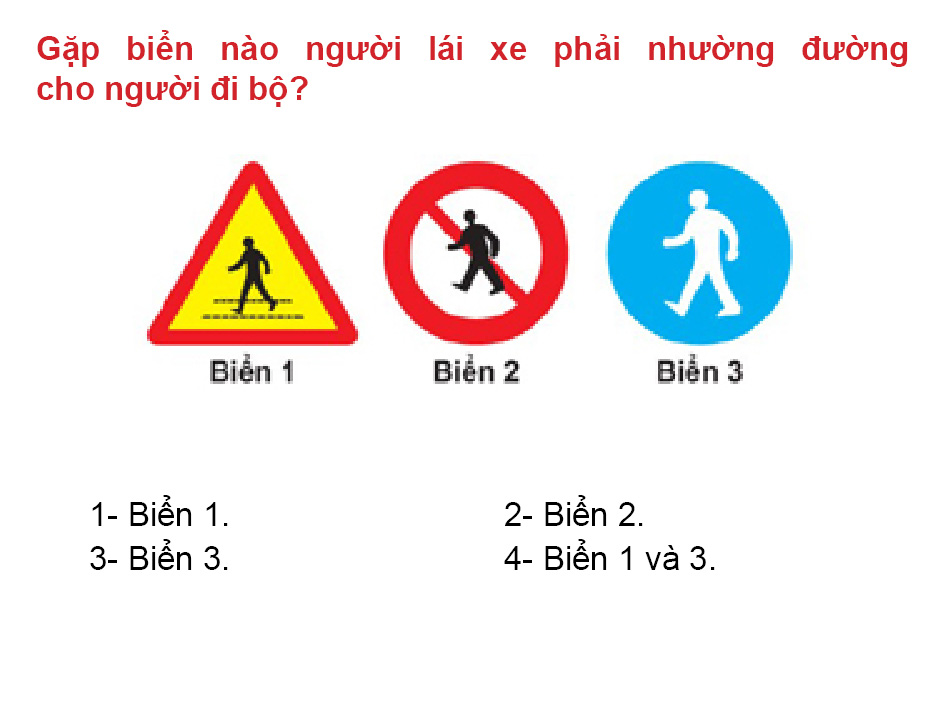 Gặp biển nào người lái xe phải nhường đường
cho người đi bộ?
Biển 1 Biển 2 Biển 3
1- Biển 1. 2- Biển 2.
3- Biển 3. 4- Biển 1 và 3.